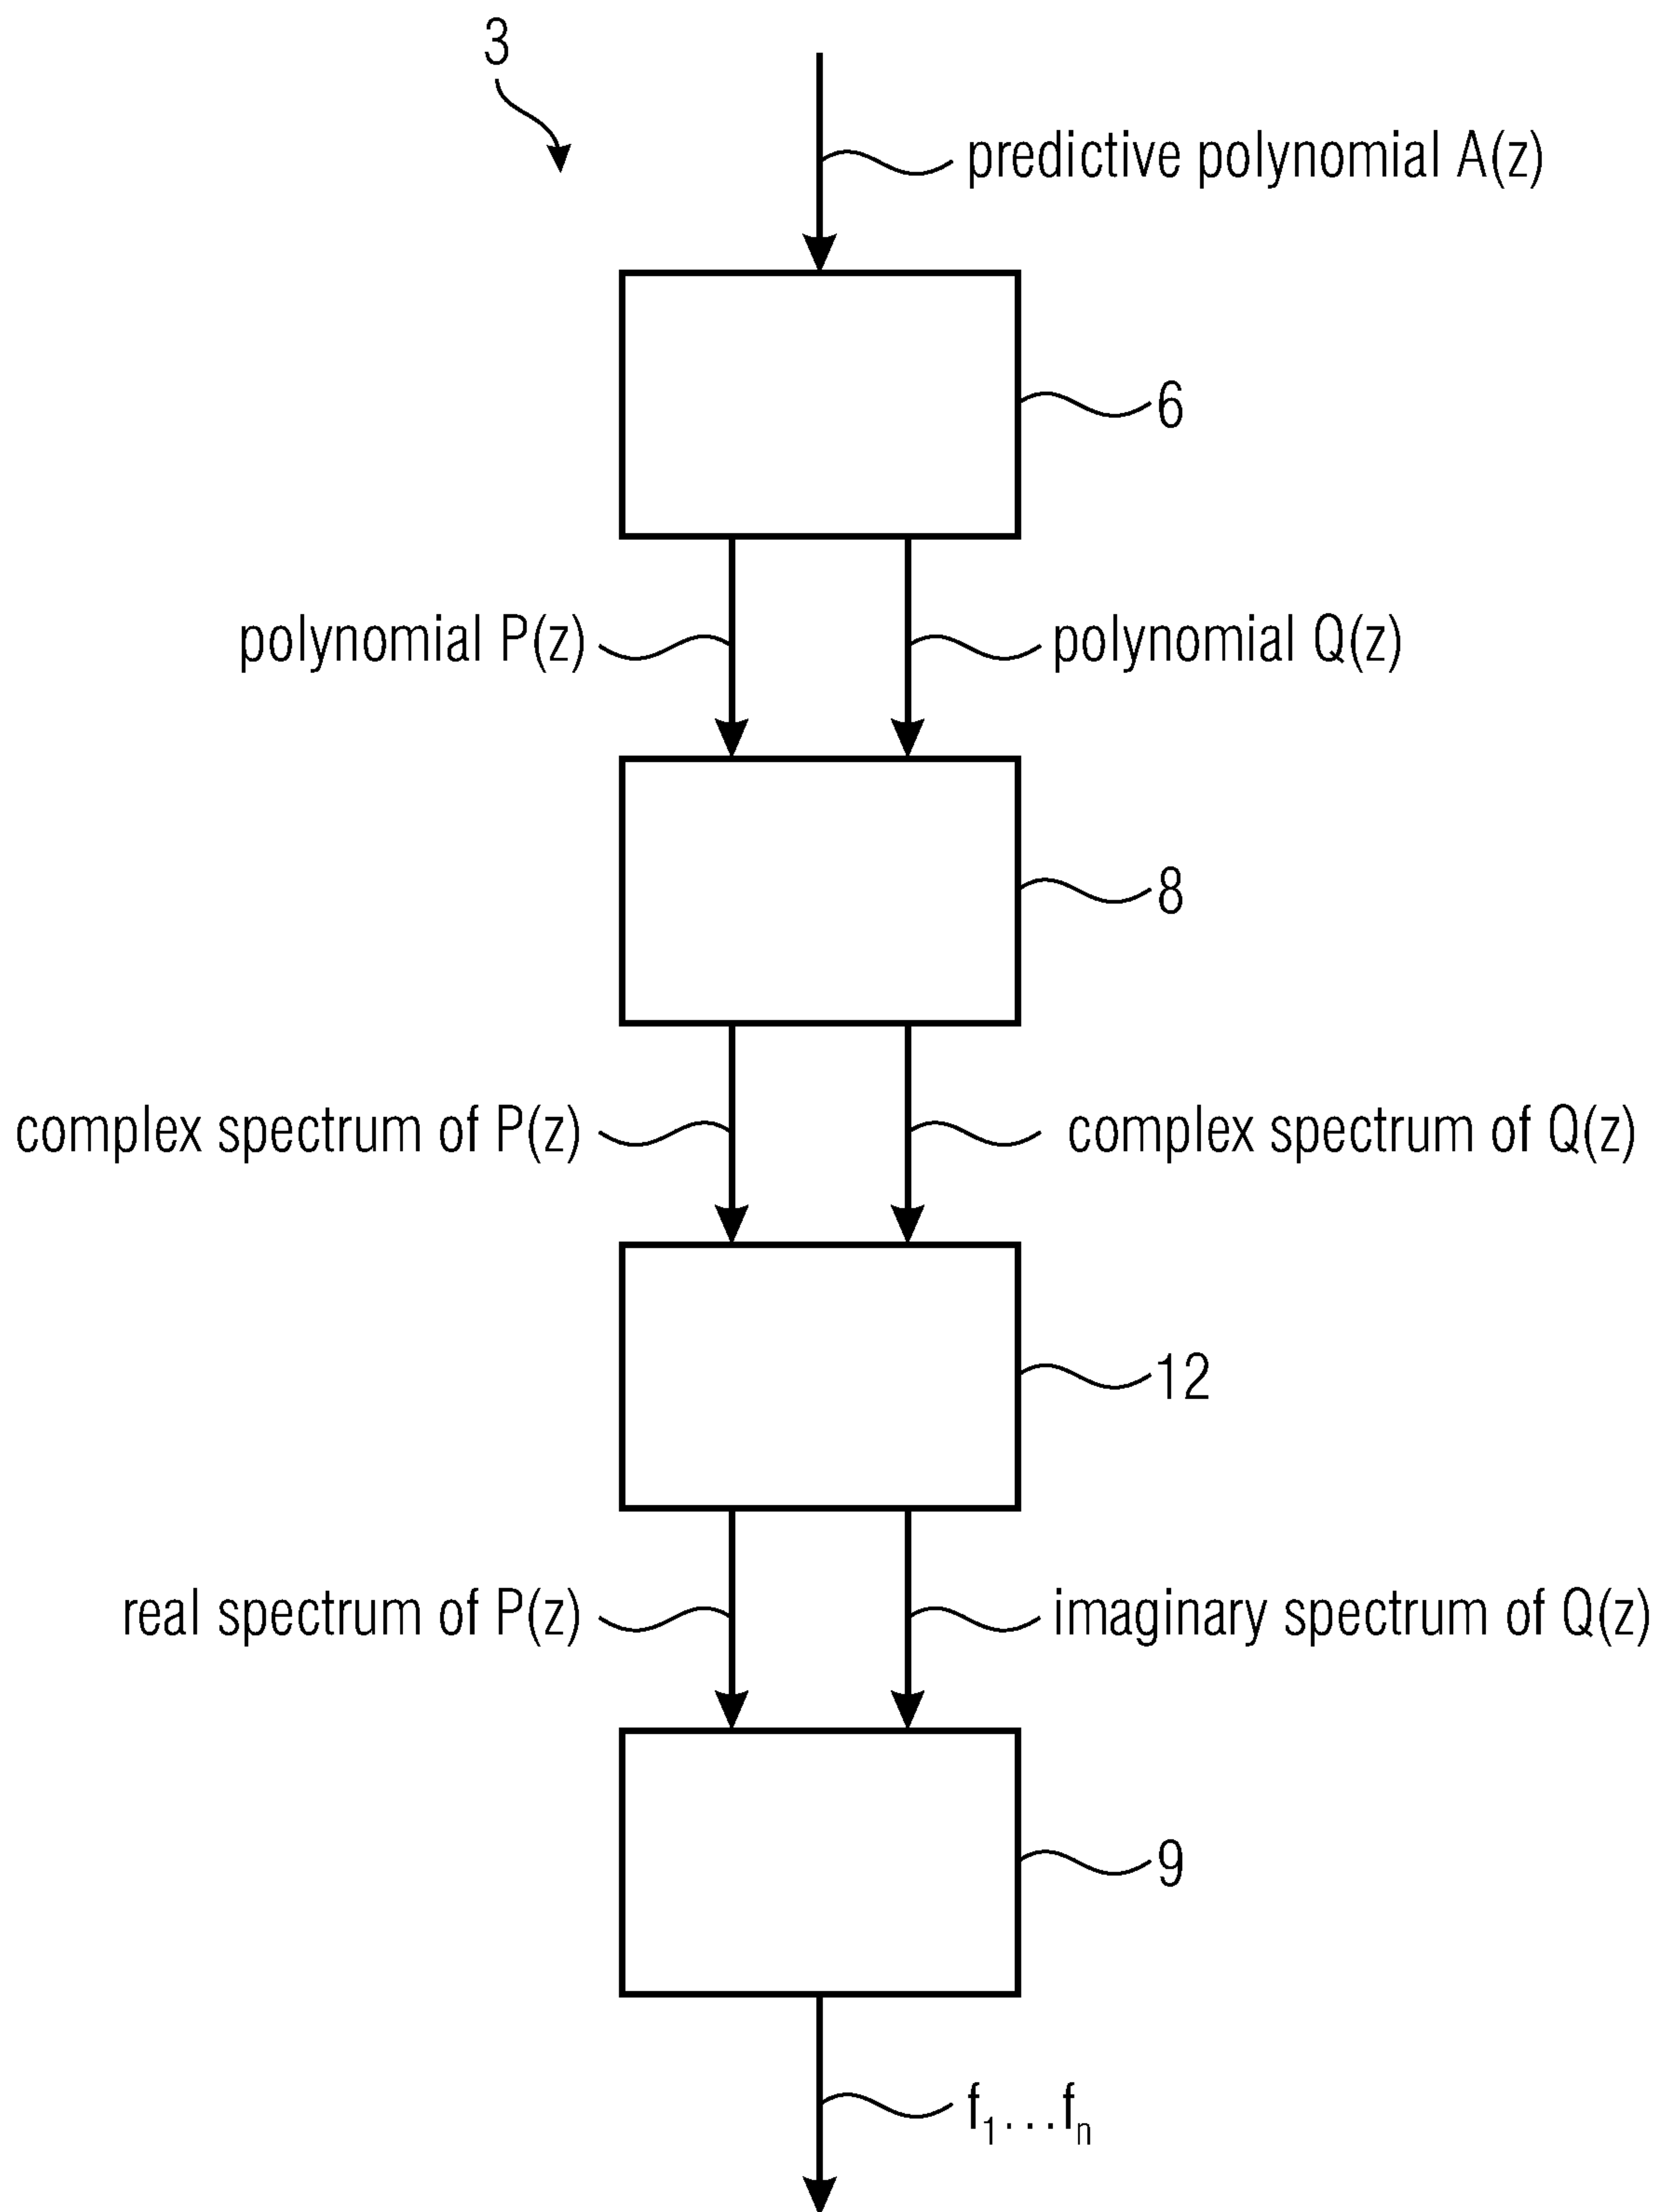 3
predictive polynomial A(z)
6
polynomial P(z)
polynomial Q(z)
8
complex spectrum of P(z)
complex spectrum of Q(z)
12
real spectrum of P(z)
imaginary spectrum of Q(z)
9
f₁...fₙ